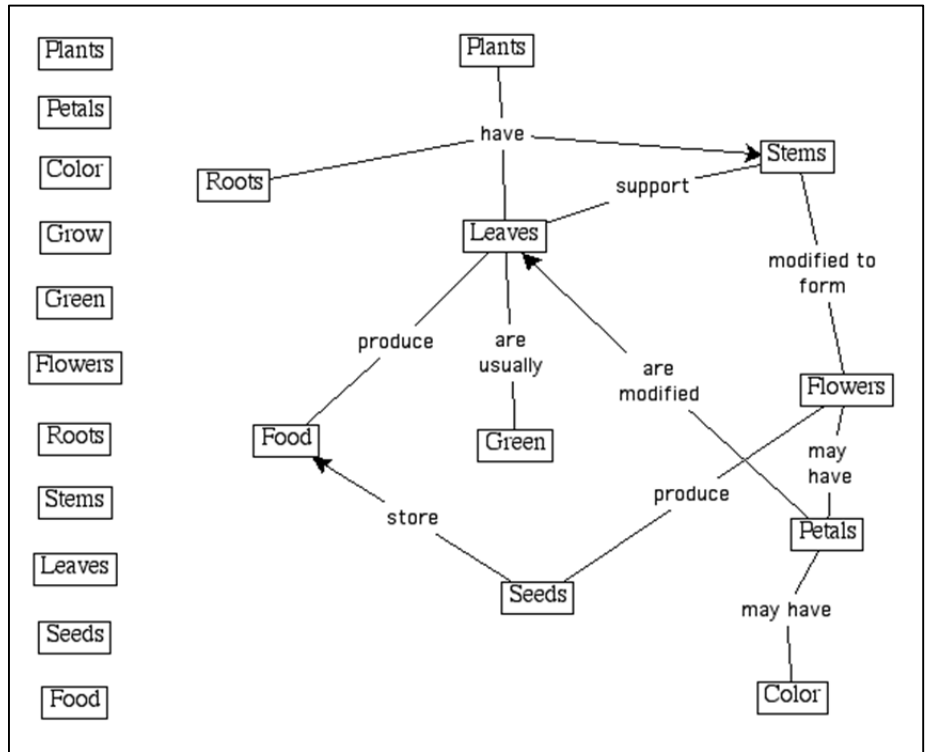 Plants
Petals
Color
Grow
Green
Flowers
Roots
Stems
Leaves
Seeds
Food
Plants
have
Stems
Roots
support
Leaves
modified to
form
produce
are
usually
are
modified
Flowers
Food
Green
may
have
produce
store
Petals
Seeds
may have
Color